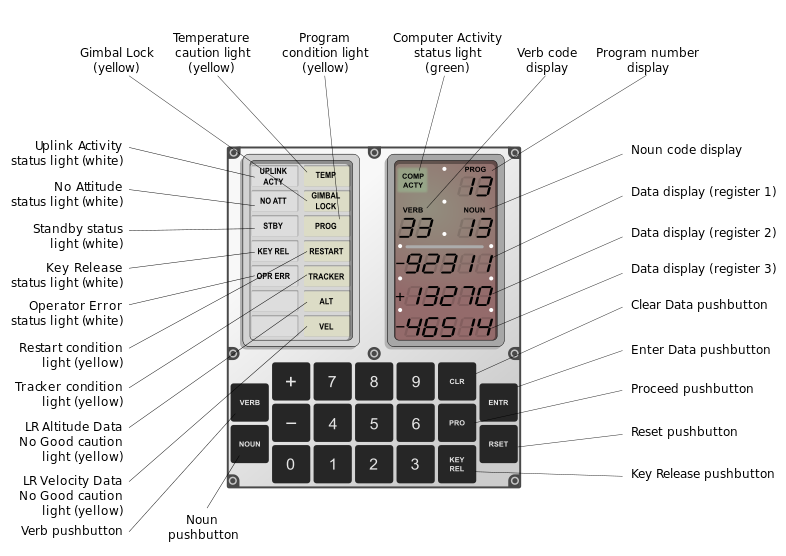 Gimbal Lock
(yellow)
Temperature
caution light
(yellow)
Program
condition light
(yellow)
Computer Activity
status light
(green)
Verb code
display
Program number
display
Uplink Activity
status light (white)
No Attitude
status light (white)
Standby status
light (white)
Key Release
status light (white)
Operator Error
status light (white)
Restart condition
light (yellow)
Tracker condition
light (yellow)
LR Altitude Data
No Good caution
light (yellow)
LR Velocity Data
No Good caution
light (yellow)
Verb pushbutton
Noun
pushbutton
UPLINK
ACTY
TEMP
NO ATT
GIMBAL
LOCK
STBY
PROG
KEY REL
RESTART
OPR ERR
TRACKER
ALT
VEL
COMP
ACTY
PROG
13
VERB
NOUN
33
13
-92311
+13270
-46514
VERB
NOUN
+
7
8
9
CLR
−
4
5
6
PRO
0
1
2
3
KEY
REL
ENTR
RSET
Noun code display
Data display (register 1)
Data display (register 2)
Data display (register 3)
Clear Data pushbutton
Enter Data pushbutton
Proceed pushbutton
Reset pushbutton
Key Release pushbutton